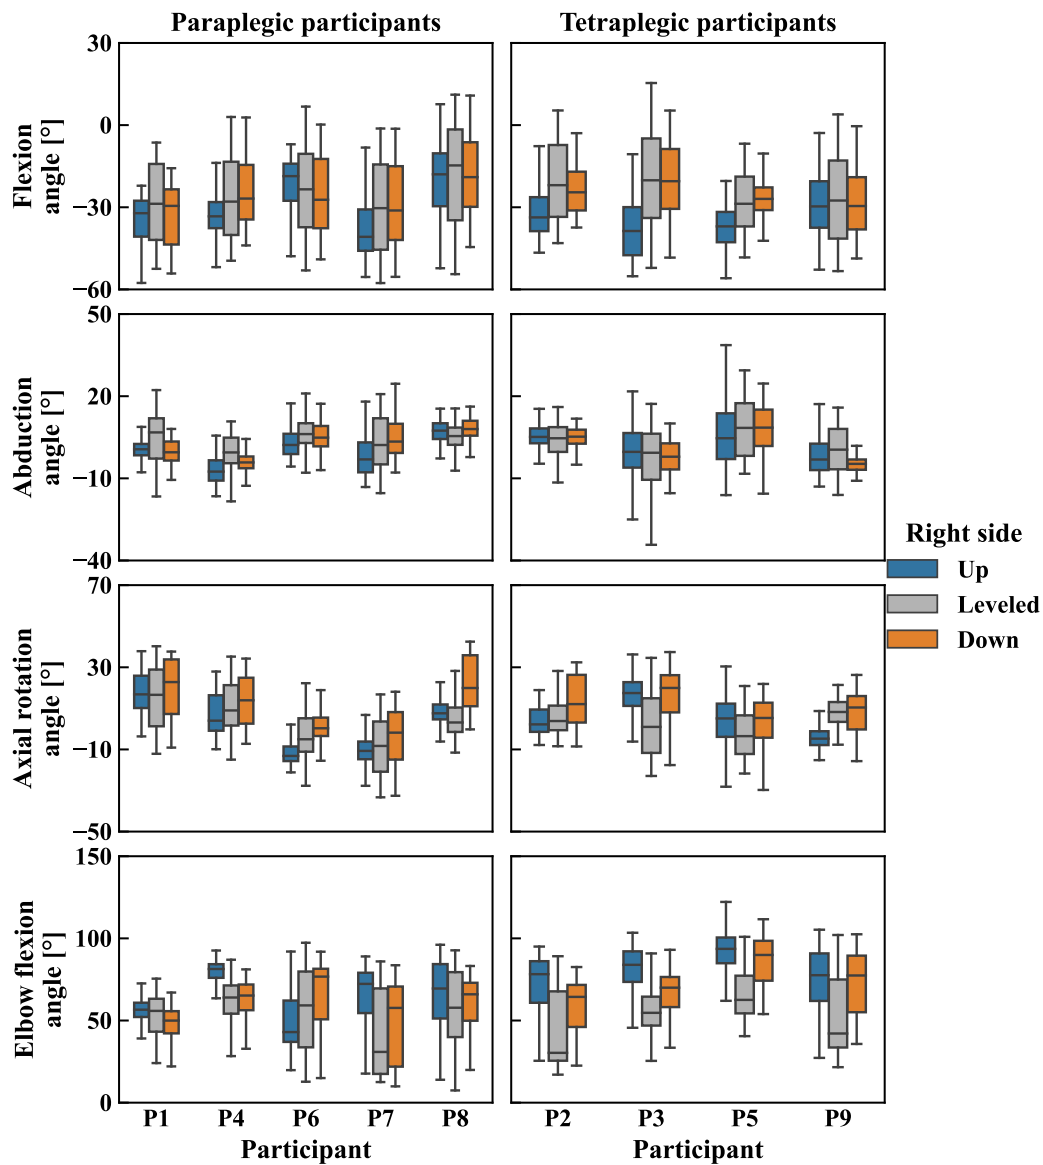 Paraplegic participants
Tetraplegic participants
30
0
−30
−60
Flexion
angle [°]
50
20
−10
−40
Abduction
angle [°]
Right side
Up
Leveled
Down
70
30
−10
−50
Axial rotation
angle [°]
150
100
50
0
Elbow flexion
angle [°]
P1 P4 P6 P7 P8
P2 P3 P5 P9
Participant
Participant